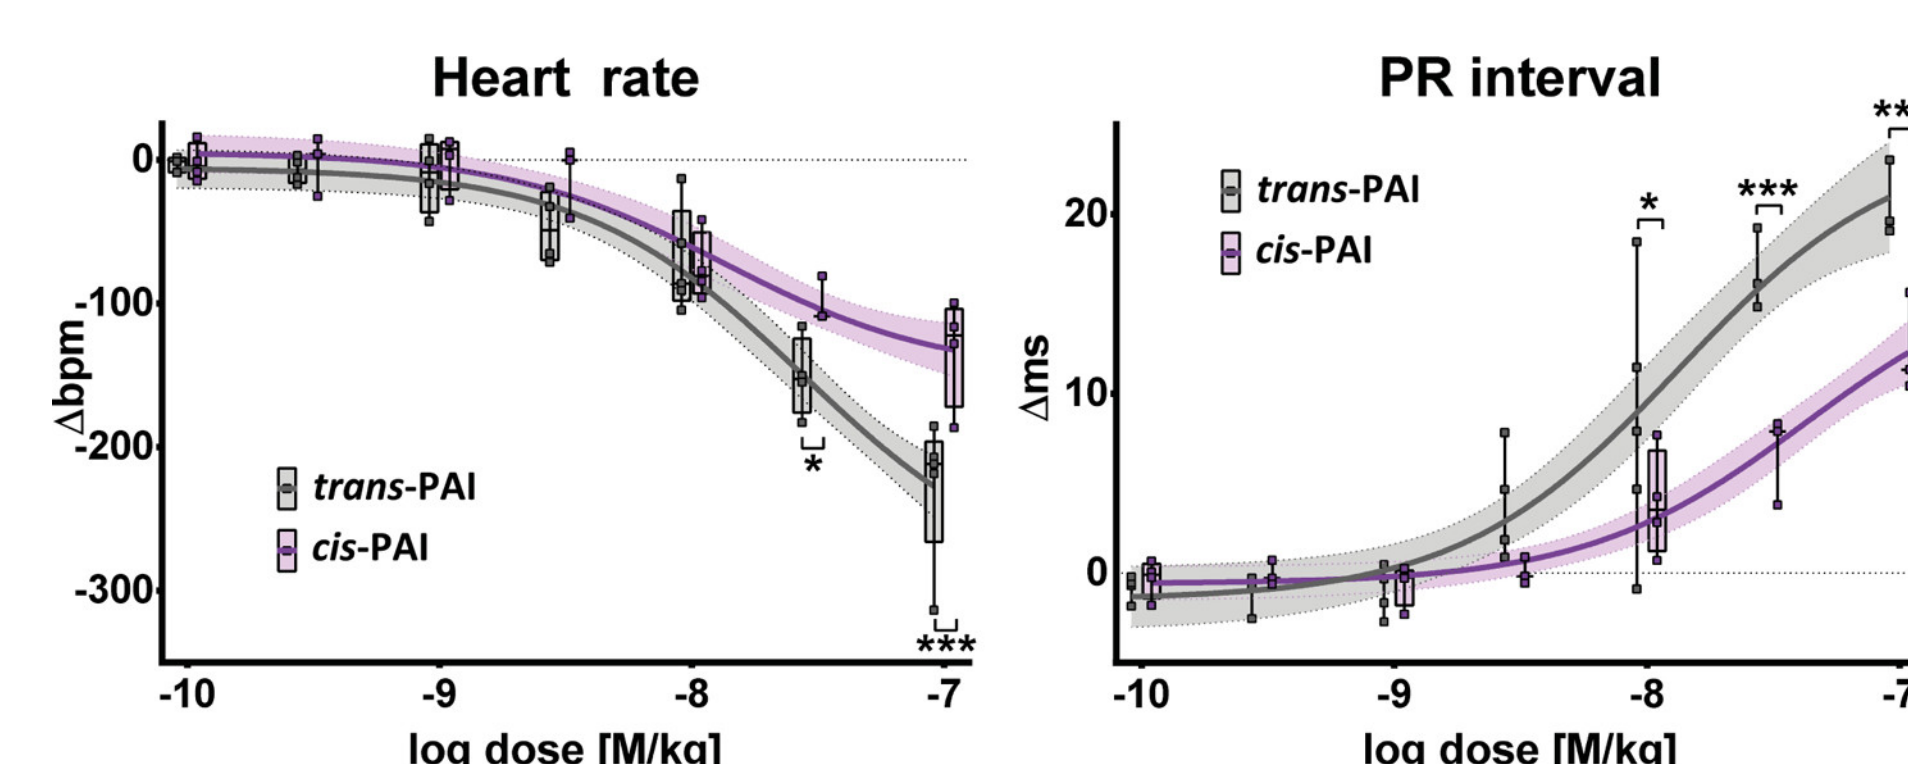 Heart rate
0
-100
-200
-300
Δbpm
trans-PAI
cis-PAI
*
***
-10
-9
-8
-7
log dose [M/kg]
PR interval
20
10
0
Δms
trans-PAI
cis-PAI
*
***
**
-10
-9
-8
-7
log dose [M/kg]